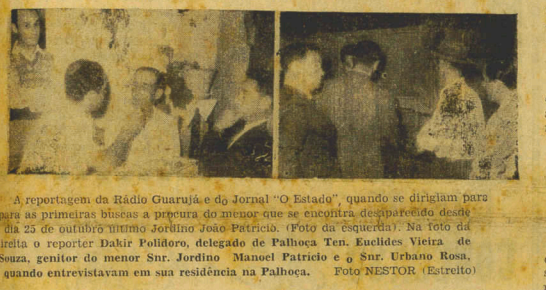 A reportagem da Rádio Guarujá e do Jornal "O Estado", quando se dirigiam para
para as primeiras buscas a procura do menor que se encontra desaparecido desde
dia 25 de outubro ultimo Jordino João Patricio. (Foto da esquerda). Na foto da
ireita o reporter Dakir Polidoro, delegado de Palhoça Ten. Euclides Vieira de
Souza, genitor do menor Snr. Jordino Manoel Patricio e o Snr. Urbano Rosa,
quando entrevistavam em sua residência na Palhoça. Foto NESTOR (Estreito)